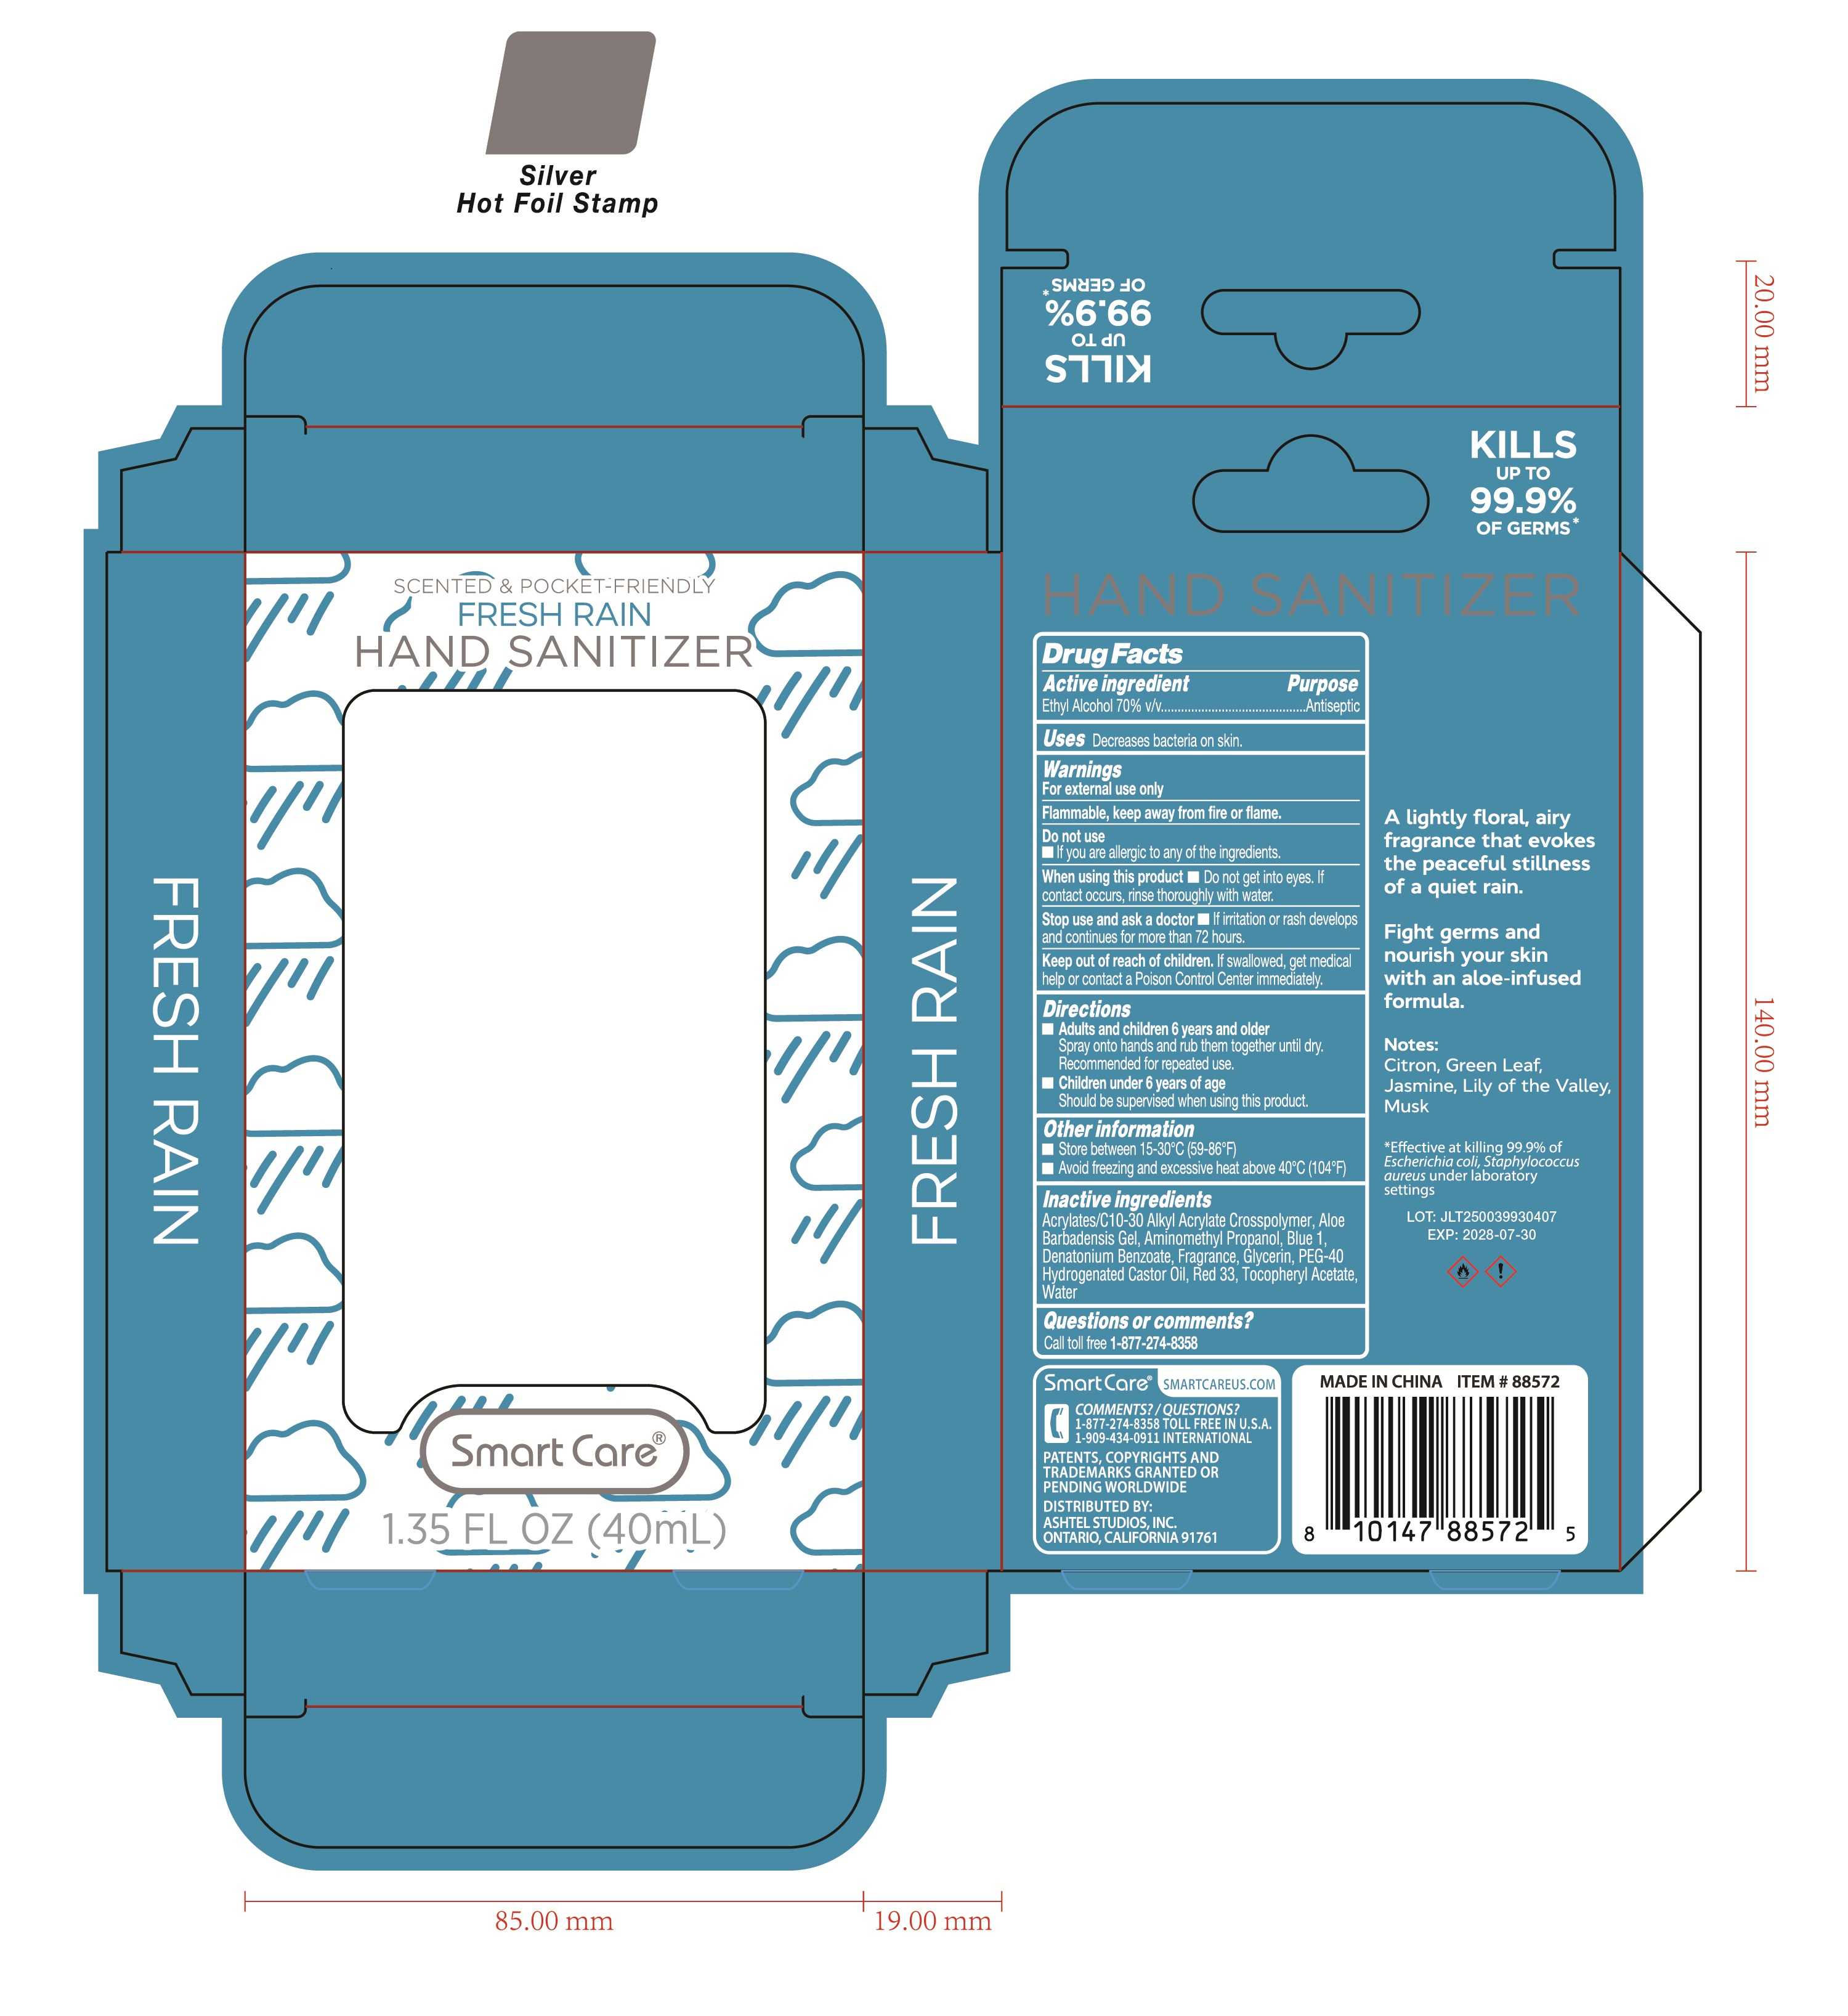 Silver
Hot Foil Stamp
KILLS
UP TO
99.9%
OF GERMS*
20.00 mm
KILLS
UP TO
99.9%
OF GERMS*
SCENTED & POCKET-FRIENDLY
FRESH RAIN
HAND SANITIZER
FRESH RAIN
FRESH RAIN
SmartCare®
1.35 FL OZ (40mL)
HAND SANITIZER
Drug Facts
Active ingredient Purpose
Ethyl Alcohol 70% v/v...........................................Antiseptic
Uses Decreases bacteria on skin.
Warnings
For external use only
Flammable, keep away from fire or flame.
Do not use
■ If you are allergic to any of the ingredients.
When using this product ■ Do not get into eyes. If
contact occurs, rinse thoroughly with water.
Stop use and ask a doctor ■ If irritation or rash develops
and continues for more than 72 hours.
Keep out of reach of children. If swallowed, get medical
help or contact a Poison Control Center immediately.
Directions
■ Adults and children 6 years and older
Spray onto hands and rub them together until dry.
Recommended for repeated use.
■ Children under 6 years of age
Should be supervised when using this product.
Other information
■ Store between 15-30°C (59-86°F)
■ Avoid freezing and excessive heat above 40°C (104°F)
Inactive ingredients
Acrylates/C10-30 Alkyl Acrylate Crosspolymer, Aloe
Barbadensis Gel, Aminomethyl Propanol, Blue 1,
Denatonium Benzoate, Fragrance, Glycerin, PEG-40
Hydrogenated Castor Oil, Red 33, Tocopheryl Acetate,
Water
Questions or comments?
Call toll free 1-877-274-8358
A lightly floral, airy
fragrance that evokes
the peaceful stillness
of a quiet rain.
Fight germs and
nourish your skin
with an aloe-infused
formula.
Notes:
Citron, Green Leaf,
Jasmine, Lily of the Valley,
Musk
*Effective at killing 99.9% of
Escherichia coli, Staphylococcus
aureus under laboratory
settings
LOT: JLT250039930407
EXP: 2028-07-30
SmartCare® SMARTCAREUS.COM
COMMENTS? / QUESTIONS?
1-877-274-8358 TOLL FREE IN U.S.A.
1-909-434-0911 INTERNATIONAL
PATENTS, COPYRIGHTS AND
TRADEMARKS GRANTED OR
PENDING WORLDWIDE
DISTRIBUTED BY:
ASHTEL STUDIOS, INC.
ONTARIO, CALIFORNIA 91761
MADE IN CHINA ITEM # 88572
8 10147 88572 5
140.00 mm
85.00 mm
19.00 mm